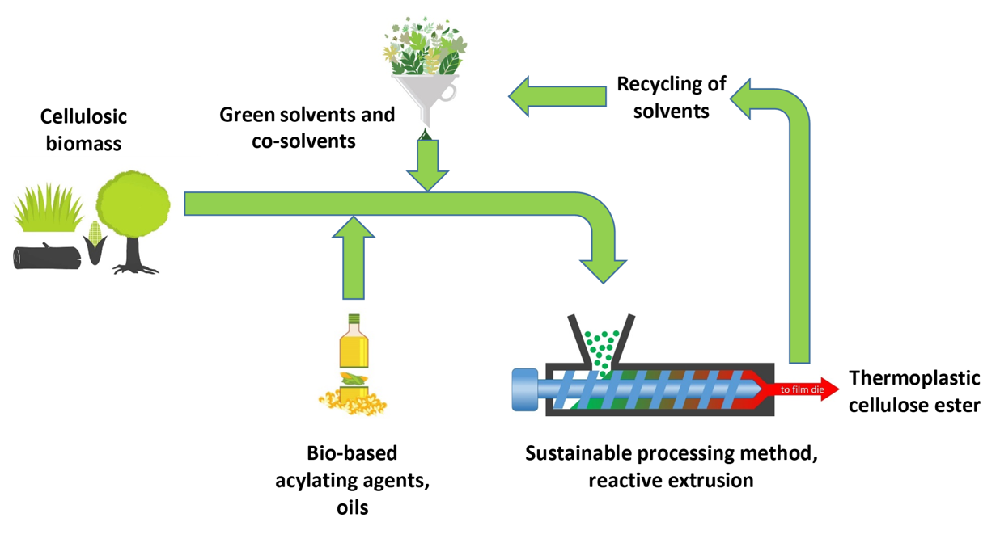 Cellulosic
biomass
Green solvents and
co-solvents
Recycling of
solvents
Bio-based
acylating agents,
oils
to film die
Thermoplastic
cellulose ester
Sustainable processing method,
reactive extrusion